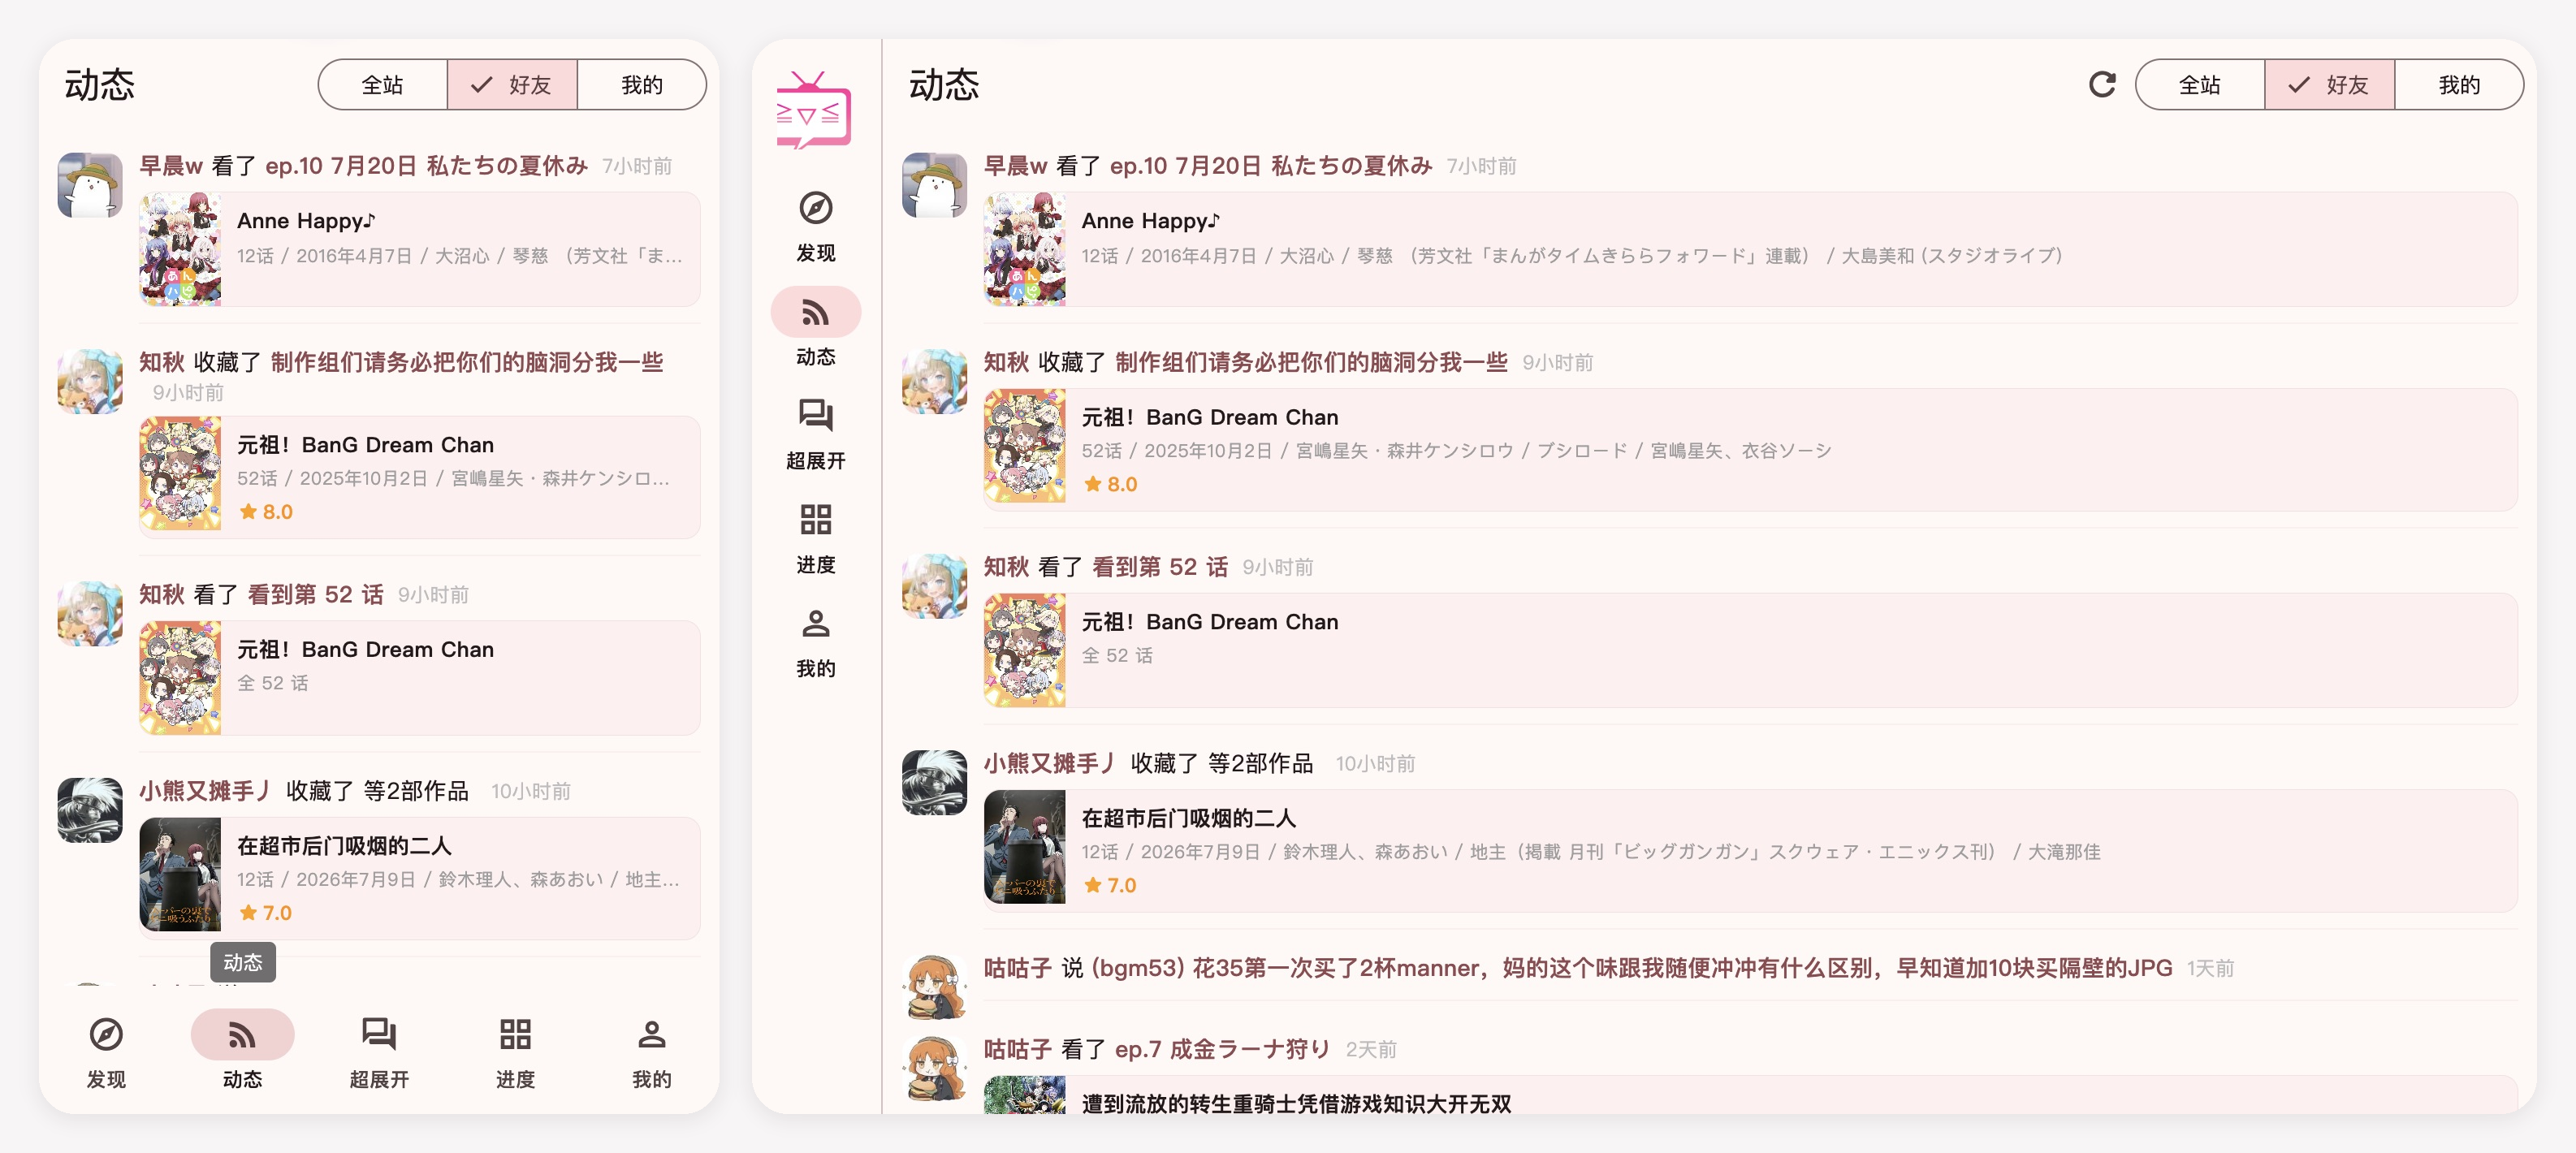 动态
全站
好友
我的
早晨w 看了 ep.10 7月20日 私たちの夏休み 7小时前
Anne Happy♪
12话 / 2016年4月7日 / 大沼心 / 琴慈 （芳文社「ま...
知秋 收藏了 制作组们请务必把你们的脑洞分我一些
9小时前
元祖！BanG Dream Chan
52话 / 2025年10月2日 / 宮嶋星矢・森井ケンシロ...
8.0
知秋 看了 看到第 52 话 9小时前
元祖！BanG Dream Chan
全 52 话
小熊又摊手丿 收藏了 等2部作品 10小时前
在超市后门吸烟的二人
12话 / 2026年7月9日 / 鈴木理人、森あおい / 地主...
7.0
动态
发现
动态
超展开
进度
我的
发现
动态
超展开
进度
我的
动态
全站
好友
我的
早晨w 看了 ep.10 7月20日 私たちの夏休み 7小时前
Anne Happy♪
12话 / 2016年4月7日 / 大沼心 / 琴慈 （芳文社「まんがタイムきららフォワード」連載） / 大島美和 (スタジオライブ)
知秋 收藏了 制作组们请务必把你们的脑洞分我一些 9小时前
元祖！BanG Dream Chan
52话 / 2025年10月2日 / 宮嶋星矢・森井ケンシロウ / ブシロード / 宮嶋星矢、衣谷ソーシ
8.0
知秋 看了 看到第 52 话 9小时前
元祖！BanG Dream Chan
全 52 话
小熊又摊手丿 收藏了 等2部作品 10小时前
在超市后门吸烟的二人
12话 / 2026年7月9日 / 鈴木理人、森あおい / 地主（掲載 月刊「ビッグガンガン」スクウェア・エニックス刊） / 大滝那佳
7.0
咕咕子 说 (bgm53) 花35第一次买了2杯manner，妈的这个味跟我随便冲冲有什么区别，早知道加10块买隔壁的JPG 1天前
咕咕子 看了 ep.7 成金ラーナ狩り 2天前
遭到流放的转生重骑士凭借游戏知识大开无双